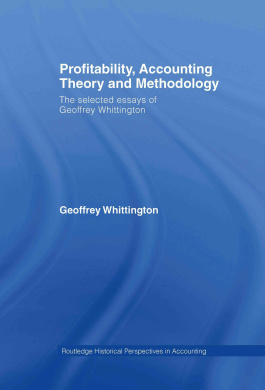 Profitability, Accounting
Theory and Methodology
The selected essays of
Geoffrey Whittington
Geoffrey Whittington
Routledge Historical Perspectives in Accounting